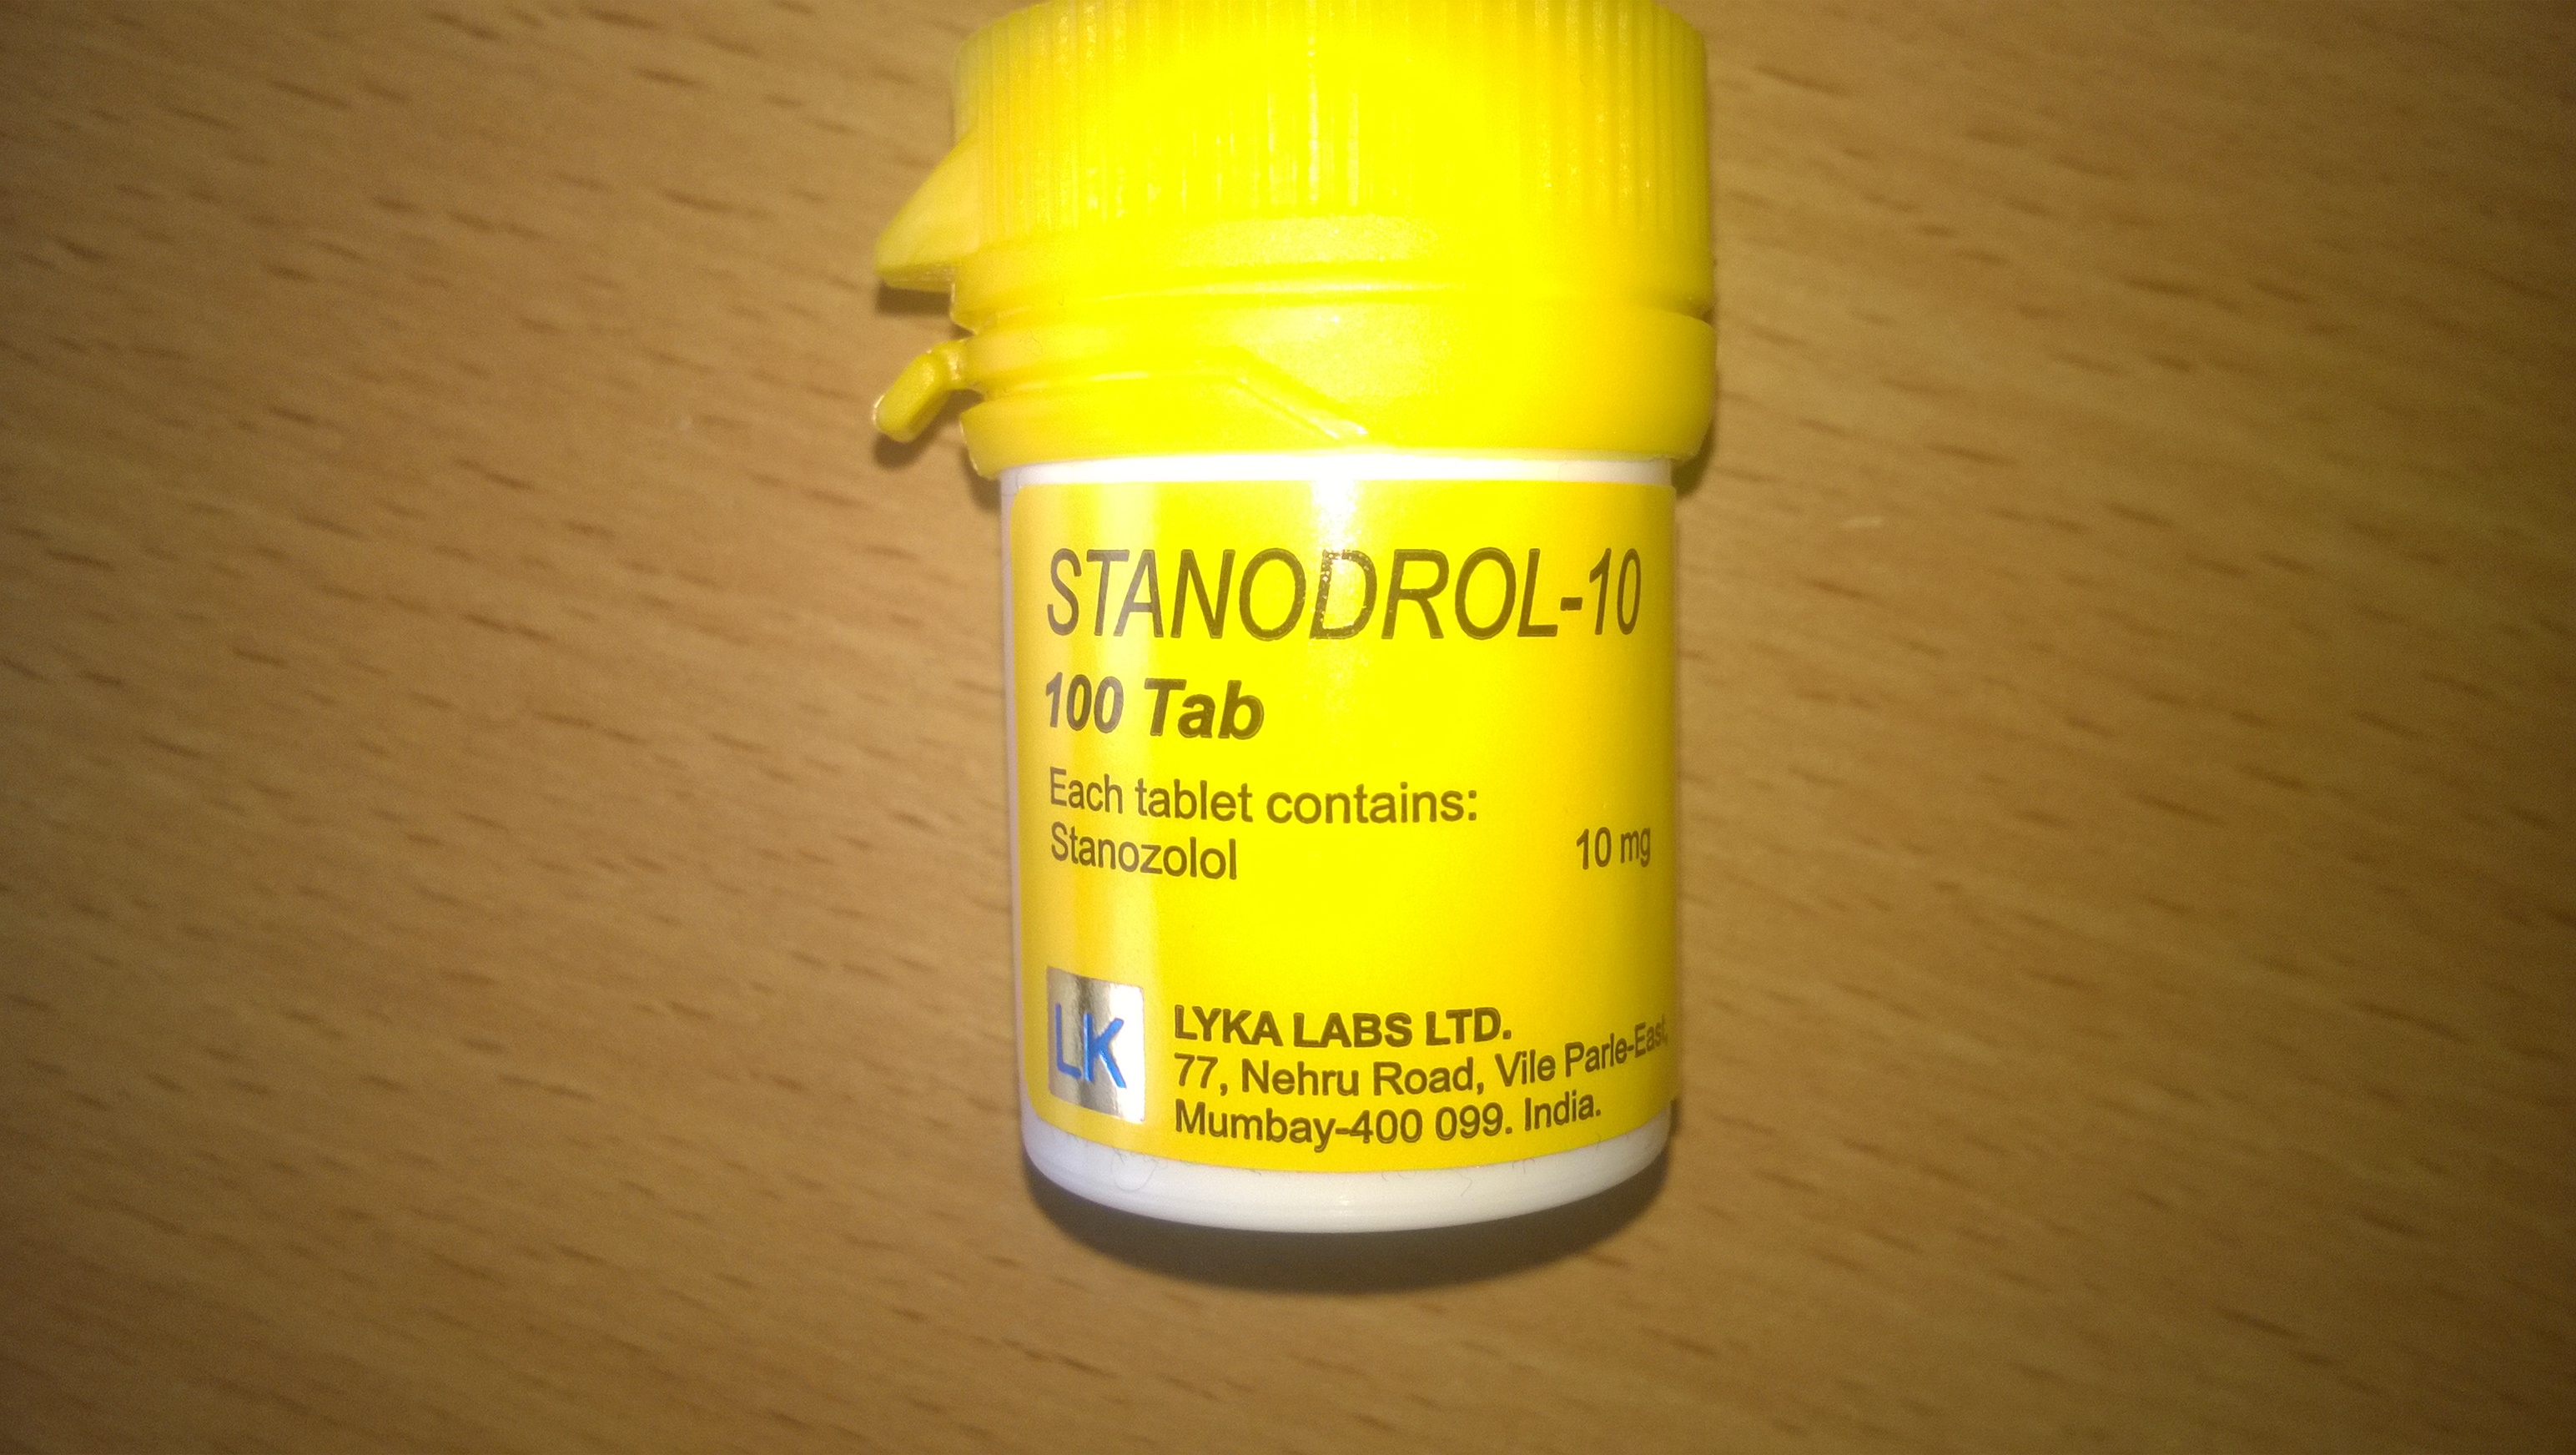 STANODROL-10
100 Tab
Each tablet contains:
Stanozolol 10 mg
LK
LYKA LABS LTD.
77, Nehru Road, Vile Parle-East,
Mumbay-400 099. India.